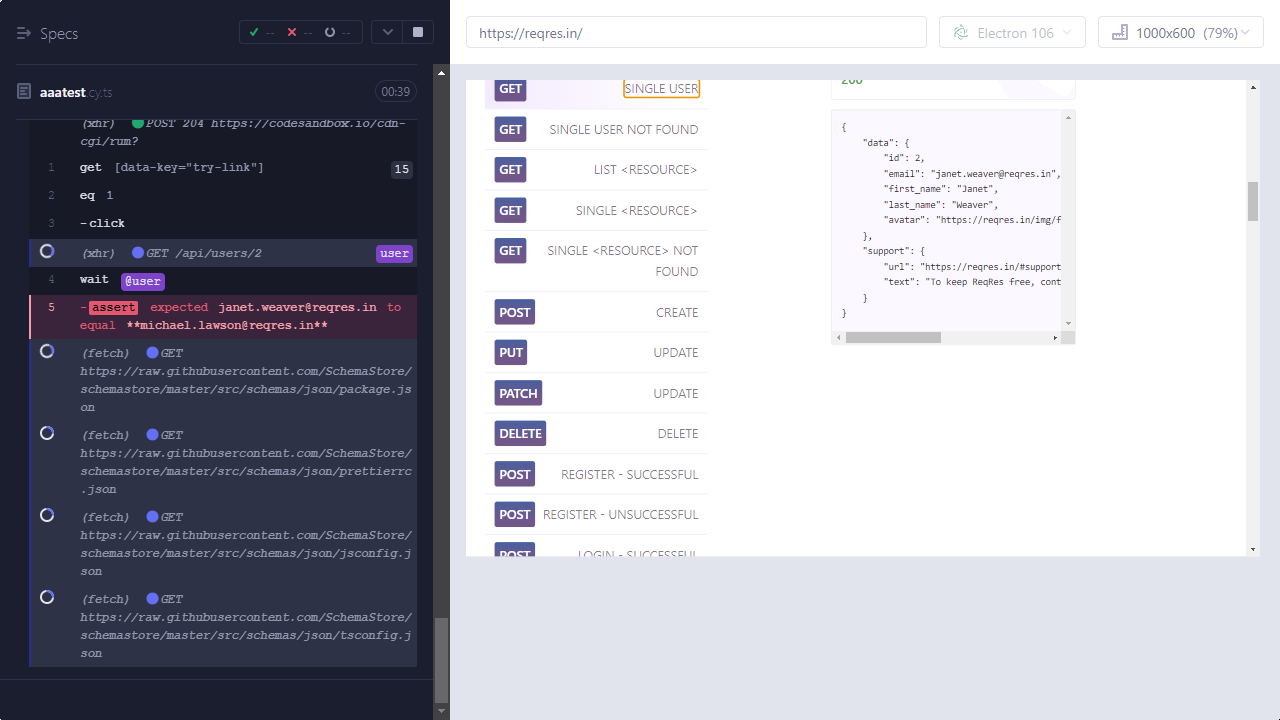 Specs
--
--
--
https://reqres.in/
Electron 106
1000x600 (79%)
aaatest.cy.ts
00:39
(xhr) POST 204 https://codesandbox.io/cdn-
cgi/rum?
1 get [data-key="try-link"] 15
2 eq 1
3 -click
(xhr) GET /api/users/2 user
4 wait @user
5 -assert expected janet.weaver@reqres.in to
equal **michael.lawson@reqres.in**
(fetch) GET
https://raw.githubusercontent.com/SchemaStore/
schemastore/master/src/schemas/json/package.js
on
(fetch) GET
https://raw.githubusercontent.com/SchemaStore/
schemastore/master/src/schemas/json/prettierrc
.json
(fetch) GET
https://raw.githubusercontent.com/SchemaStore/
schemastore/master/src/schemas/json/jsconfig.j
son
(fetch) GET
https://raw.githubusercontent.com/SchemaStore/
schemastore/master/src/schemas/json/tsconfig.j
son
GET SINGLE USER
GET SINGLE USER NOT FOUND
GET LIST <RESOURCE>
GET SINGLE <RESOURCE>
GET SINGLE <RESOURCE> NOT
FOUND
POST CREATE
PUT UPDATE
PATCH UPDATE
DELETE DELETE
POST REGISTER - SUCCESSFUL
POST REGISTER - UNSUCCESSFUL
POST LOGIN - SUCCESSFUL
200
{
"data": {
"id": 2,
"email": "janet.weaver@reqres.in",
"first_name": "Janet",
"last_name": "Weaver",
"avatar": "https://reqres.in/img/f
},
"support": {
"url": "https://reqres.in/#support
"text": "To keep ReqRes free, cont
}
}